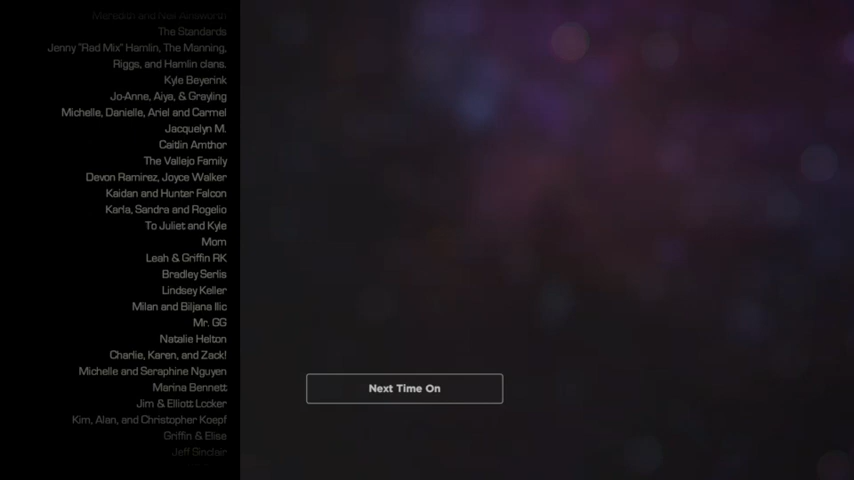 Meredith and Neil Ainsworth
The Standards
Jenny "Rad Mix" Hamlin, The Manning,
Riggs, and Hamlin clans.
Kyle Beyerink
Jo-Anne, Aiya, & Grayling
Michelle, Danielle, Ariel and Carmel
Jacquelyn M.
Caitlin Amthor
The Vallejo Family
Devon Ramirez, Joyce Walker
Kaidan and Hunter Falcon
Karla, Sandra and Rogelio
To Juliet and Kyle
Mom
Leah & Griffin RK
Bradley Serlis
Lindsey Keller
Milan and Biljana Ilic
Mr. GG
Natalie Helton
Charlie, Karen, and Zack!
Michelle and Seraphine Nguyen
Next Time On
Marina Bennett
Jim & Elliott Locker
Kim, Alan, and Christopher Koepf
Griffin & Elise
Jeff Sinclair